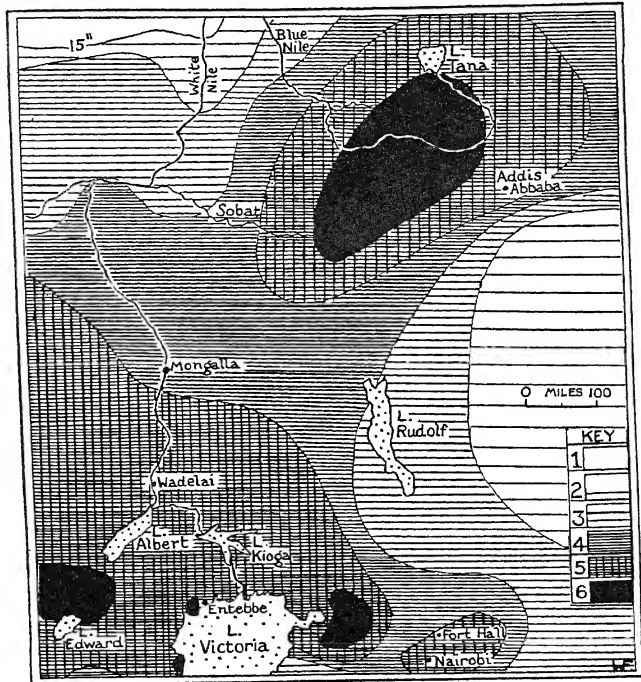 15"
White
Nile
Blue
Nile
L.
Tana
Addis
Abbaba
Sobat
Mongalla
L.
Rudolf
0 MILES 100
KEY
1
2
3
4
5
6
Wadelai
L.
Albert
L.
Kioga
Entebbe
L.
Victoria
L.
Edward
Fort Hall
Nairobi